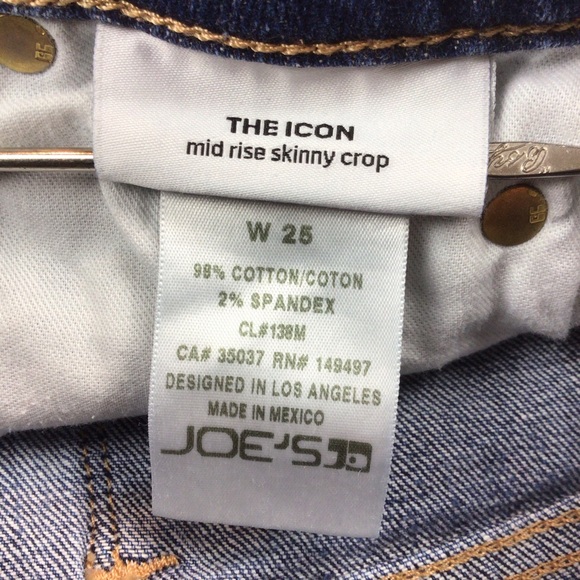 THE ICON
mid rise skinny crop
W 25
98% COTTON/COTON
2% SPANDEX
CL#138M
CA# 35037 RN# 149497
DESIGNED IN LOS ANGELES
MADE IN MEXICO
JOE'S